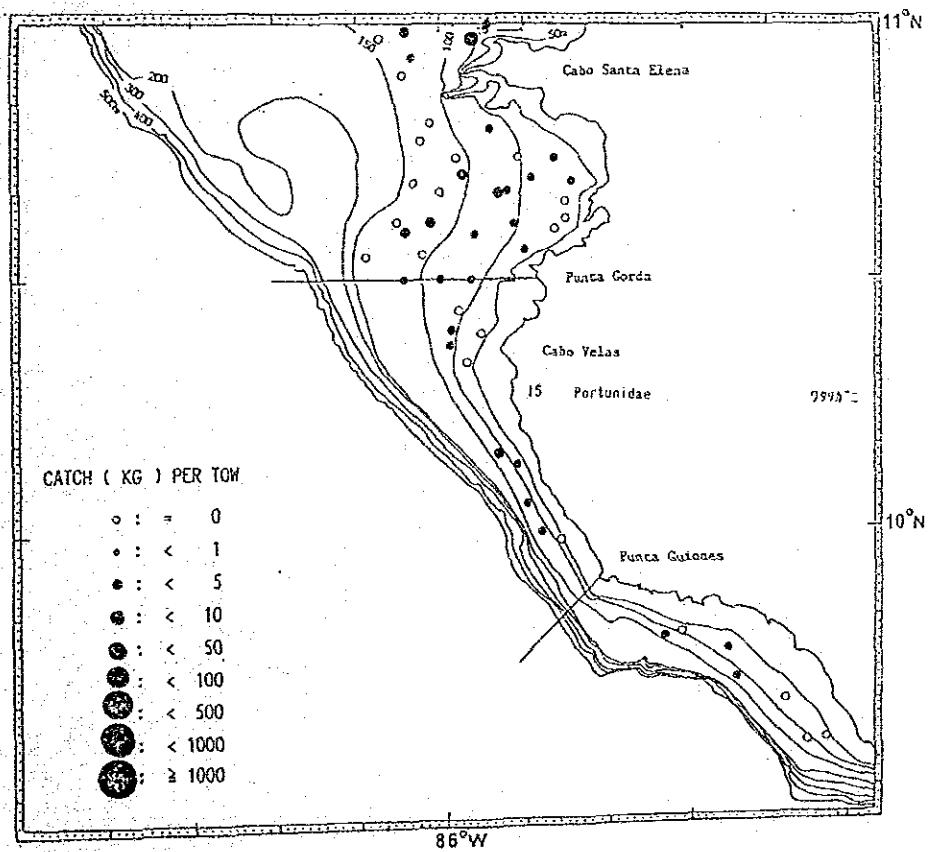 11°N
50m
150
100
Cabo Santa Elena
200
300
400
500m
Punta Gorda
Cabo Velas
15 Portunidae
CATCH ( KG ) PER TOW
○ : = 0
● : < 1
● : < 5
● : < 10
● : < 50
● : < 100
● : < 500
● : < 1000
● : ≥ 1000
10°N
Punta Guiones
86°W